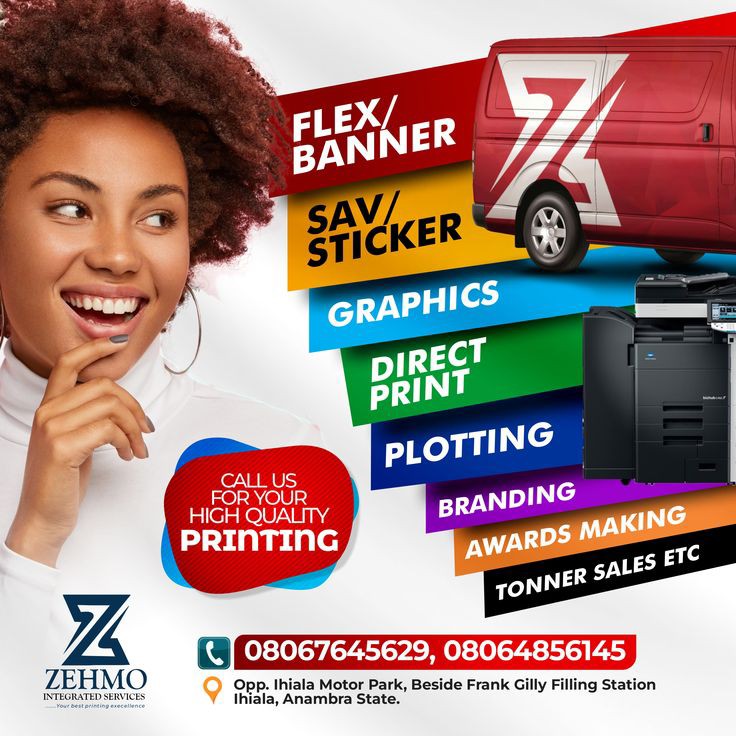 FLEX/
BANNER
SAV/
STICKER
GRAPHICS
DIRECT
PRINT
PLOTTING
BRANDING
AWARDS MAKING
TONNER SALES ETC
CALL US
FOR YOUR
HIGH QUALITY
PRINTING
ZEHMO
INTEGRATED SERVICES
......Your best printing execellence
08067645629, 08064856145
Opp. Ihiala Motor Park, Beside Frank Gilly Filling Station
Ihiala, Anambra State.